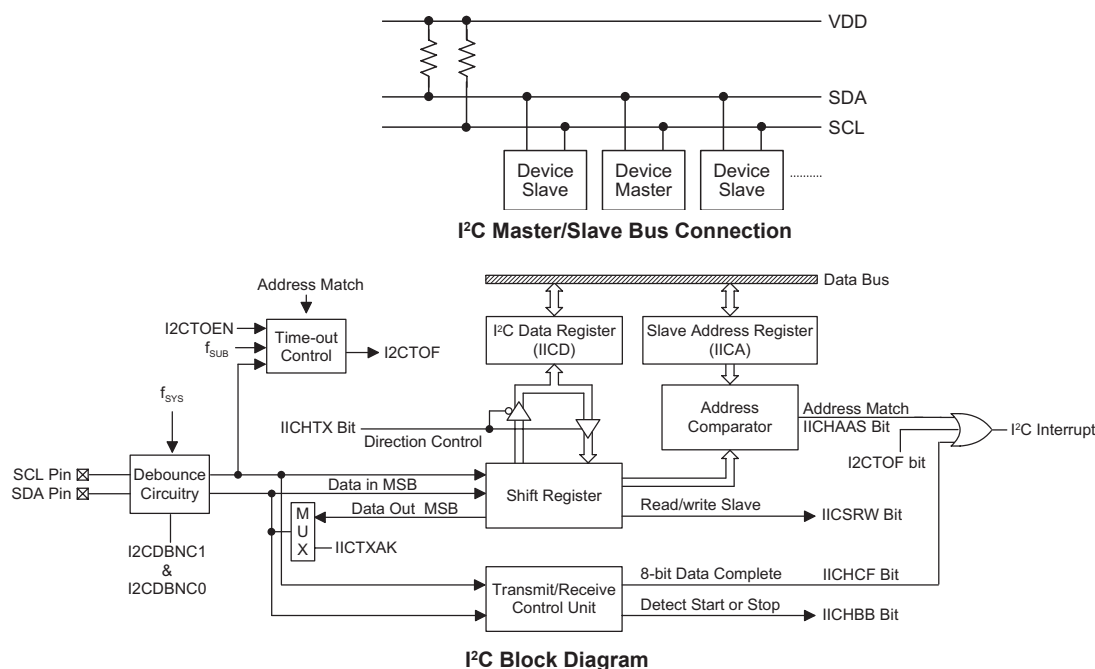 VDD
SDA
SCL
Device
Slave
Device
Master
Device
Slave
..........
I²C Master/Slave Bus Connection
Data Bus
Address Match
I2CTOEN
fSUB
Time-out
Control
I2CTOF
I²C Data Register
(IICD)
Slave Address Register
(IICA)
fSYS
IICHTX Bit
Direction Control
Address
Comparator
Address Match
IICHAAS Bit
I2CTOF bit
I²C Interrupt
SCL Pin
SDA Pin
Debounce
Circuitry
Data in MSB
Shift Register
Data Out MSB
Read/write Slave
IICSRW Bit
M
U
X
IICTXAK
I2CDBNC1
&
I2CDBNC0
Transmit/Receive
Control Unit
8-bit Data Complete
IICHCF Bit
Detect Start or Stop
IICHBB Bit
I²C Block Diagram